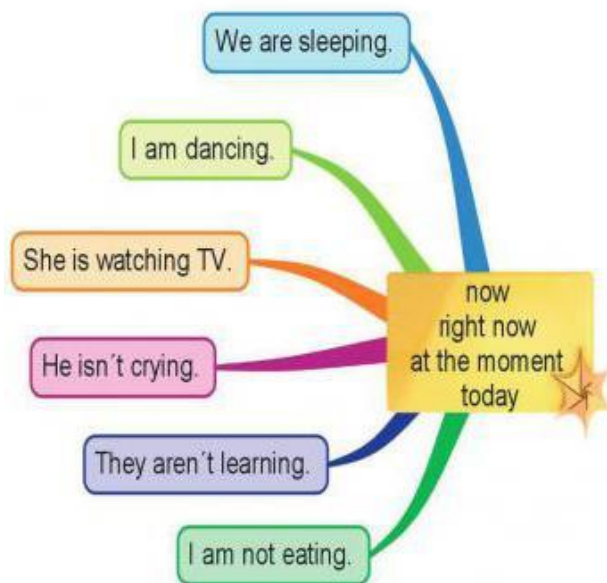 We are sleeping.
I am dancing.
She is watching TV.
He isn´t crying.
They aren´t learning.
I am not eating.
now
right now
at the moment
today